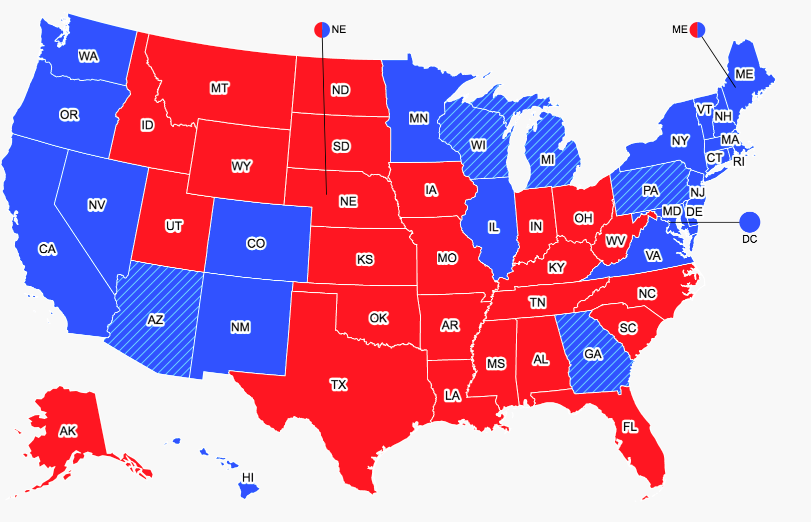 NE
ME
WA
ME
MT
ND
VT
NH
OR
MN
ID
NY
MA
SD
WI
MI
CT
RI
WY
IA
PA
NJ
NE
NV
MD
DE
UT
IL
IN
OH
CO
WV
DC
CA
KS
MO
VA
KY
NC
TN
AZ
NM
OK
AR
SC
GA
MS
AL
TX
LA
AK
FL
HI